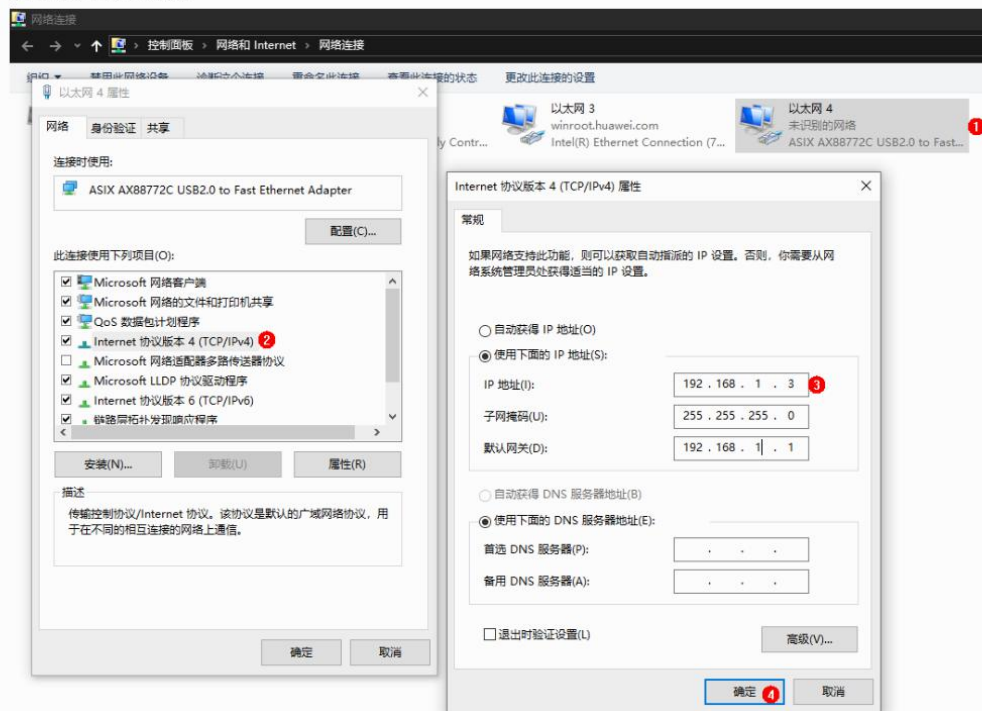 网络连接
控制面板 › 网络和 Internet › 网络连接
组织 禁用此网络设备 诊断这个连接 重命名此连接 查看此连接的状态 更改此连接的设置
以太网 4 属性
网络 身份验证 共享
连接时使用:
ASIX AX88772C USB2.0 to Fast Ethernet Adapter
配置(C)...
此连接使用下列项目(O):
Microsoft 网络客户端
Microsoft 网络的文件和打印机共享
QoS 数据包计划程序
Internet 协议版本 4 (TCP/IPv4) 2
Microsoft 网络适配器多路传送器协议
Microsoft LLDP 协议驱动程序
Internet 协议版本 6 (TCP/IPv6)
链路层拓扑发现响应程序
安装(N)... 卸载(U) 属性(R)
描述
传输控制协议/Internet 协议。该协议是默认的广域网络协议，用
于在不同的相互连接的网络上通信。
确定 取消
ly Contr...
以太网 3
winroot.huawei.com
Intel(R) Ethernet Connection (7...
以太网 4
未识别的网络 1
ASIX AX88772C USB2.0 to Fast...
Internet 协议版本 4 (TCP/IPv4) 属性
常规
如果网络支持此功能，则可以获取自动指派的 IP 设置。否则，你需要从网
络系统管理员处获得适当的 IP 设置。
自动获得 IP 地址(O)
使用下面的 IP 地址(S):
IP 地址(I): 192 . 168 . 1 . 3 3
子网掩码(U): 255 . 255 . 255 . 0
默认网关(D): 192 . 168 . 1 . 1
自动获得 DNS 服务器地址(B)
使用下面的 DNS 服务器地址(E):
首选 DNS 服务器(P): . . .
备用 DNS 服务器(A): . . .
退出时验证设置(L)
高级(V)...
确定 4 取消